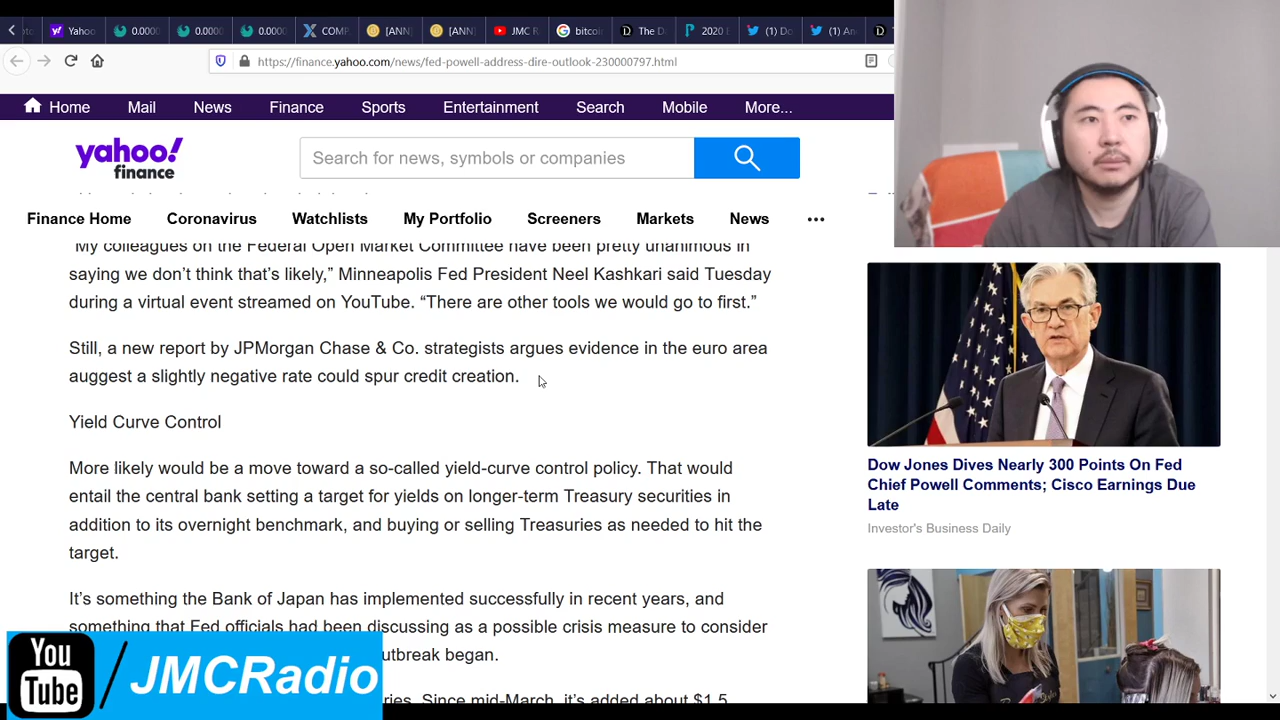 Yahoo
0.0000
0.0000
0.0000
COMP
[ANN]
[ANN]
JMC R
bitcoi
The D
2020 E
(1) Do
(1) An
https://finance.yahoo.com/news/fed-powell-address-dire-outlook-230000797.html
Home Mail News Finance Sports Entertainment Search Mobile More...
yahoo!
finance
Search for news, symbols or companies
Finance Home Coronavirus Watchlists My Portfolio Screeners Markets News
“My colleagues on the Federal Open Market Committee have been pretty unanimous in
saying we don’t think that’s likely,” Minneapolis Fed President Neel Kashkari said Tuesday
during a virtual event streamed on YouTube. “There are other tools we would go to first.”
Still, a new report by JPMorgan Chase & Co. strategists argues evidence in the euro area
auggest a slightly negative rate could spur credit creation.
Yield Curve Control
More likely would be a move toward a so-called yield-curve control policy. That would
entail the central bank setting a target for yields on longer-term Treasury securities in
addition to its overnight benchmark, and buying or selling Treasuries as needed to hit the
target.
It’s something the Bank of Japan has implemented successfully in recent years, and
something that Fed officials had been discussing as a possible crisis measure to consider
utbreak began.
ries. Since mid-March, it’s added about $1.5
Dow Jones Dives Nearly 300 Points On Fed
Chief Powell Comments; Cisco Earnings Due
Late
Investor's Business Daily
You
Tube
/JMCRadio